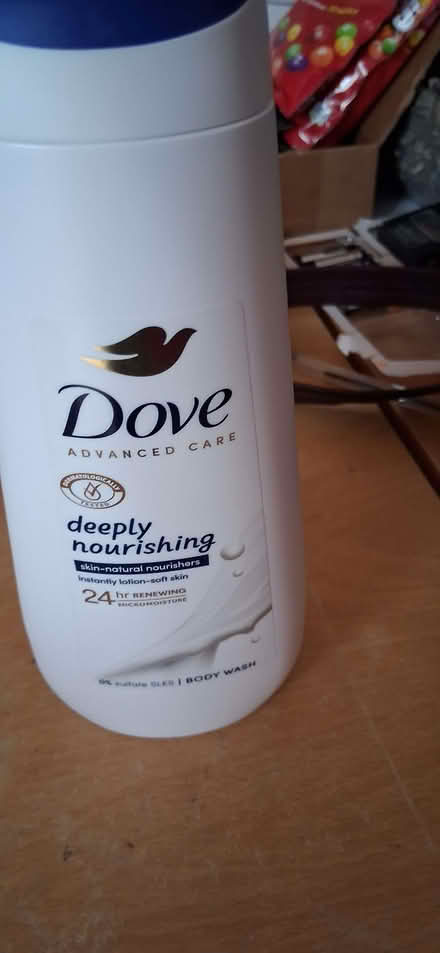 Dove
ADVANCED CARE
DERMATOLOGICALLY
TESTED
deeply
nourishing
skin-natural nourishers
instantly lotion-soft skin
24 hr RENEWING
MICROMOISTURE
0% sulfate SLES | BODY WASH